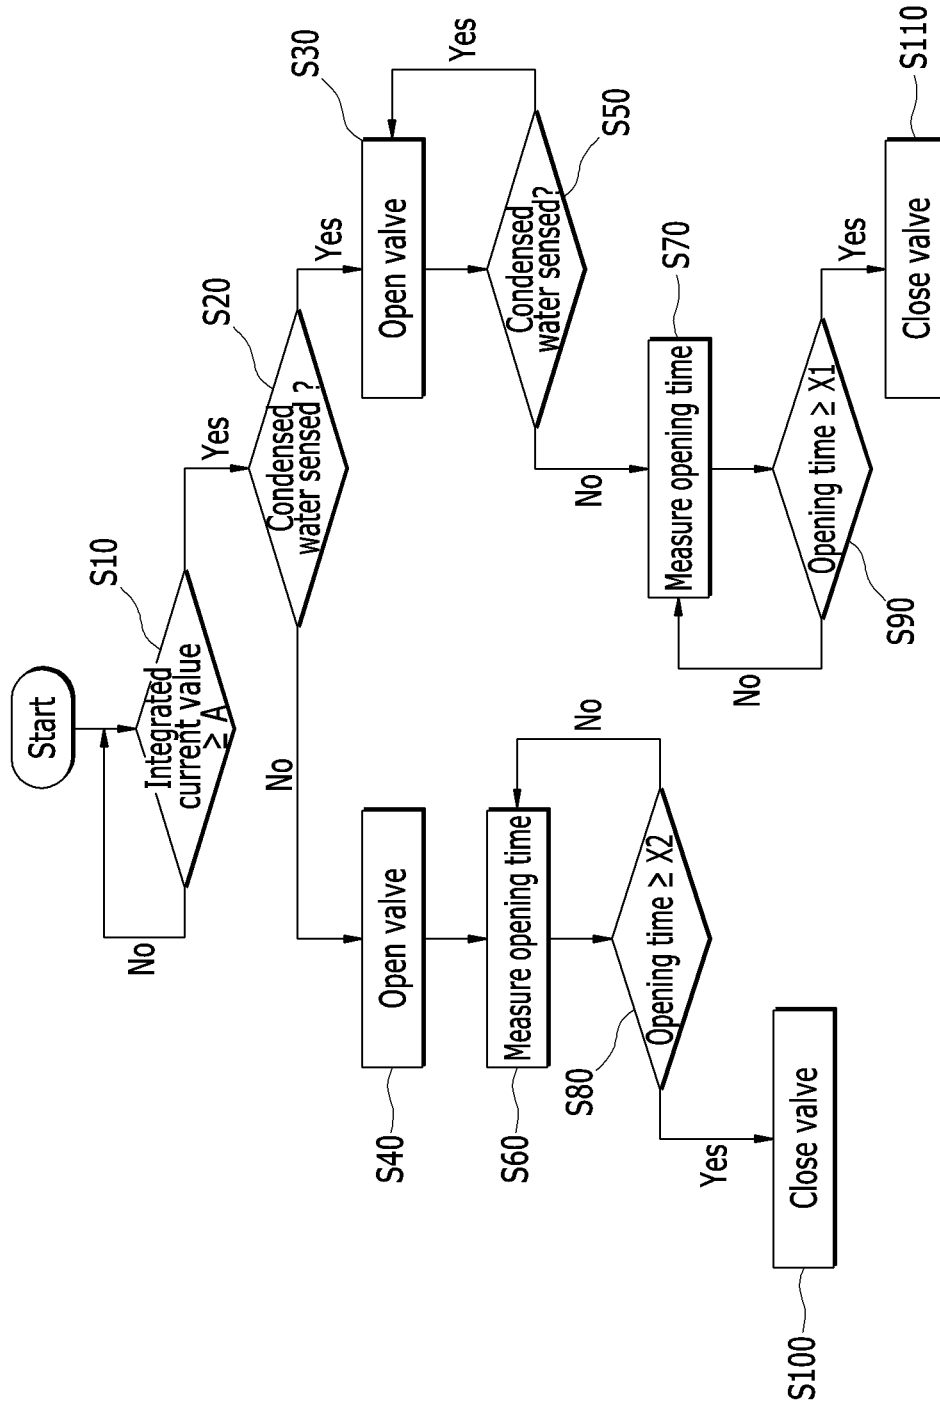 Start
S10
Integrated
current value
≥ A
No
Yes
S20
Condensed
water sensed ?
No
Yes
S40
Open valve
S30
Open valve
Yes
S60
Measure opening time
Condensed
water sensed?
S50
No
No
S80
Opening time ≥ X2
Measure opening time
S70
Yes
No
S100
Close valve
S90
Opening time ≥ X1
Yes
Close valve
S110